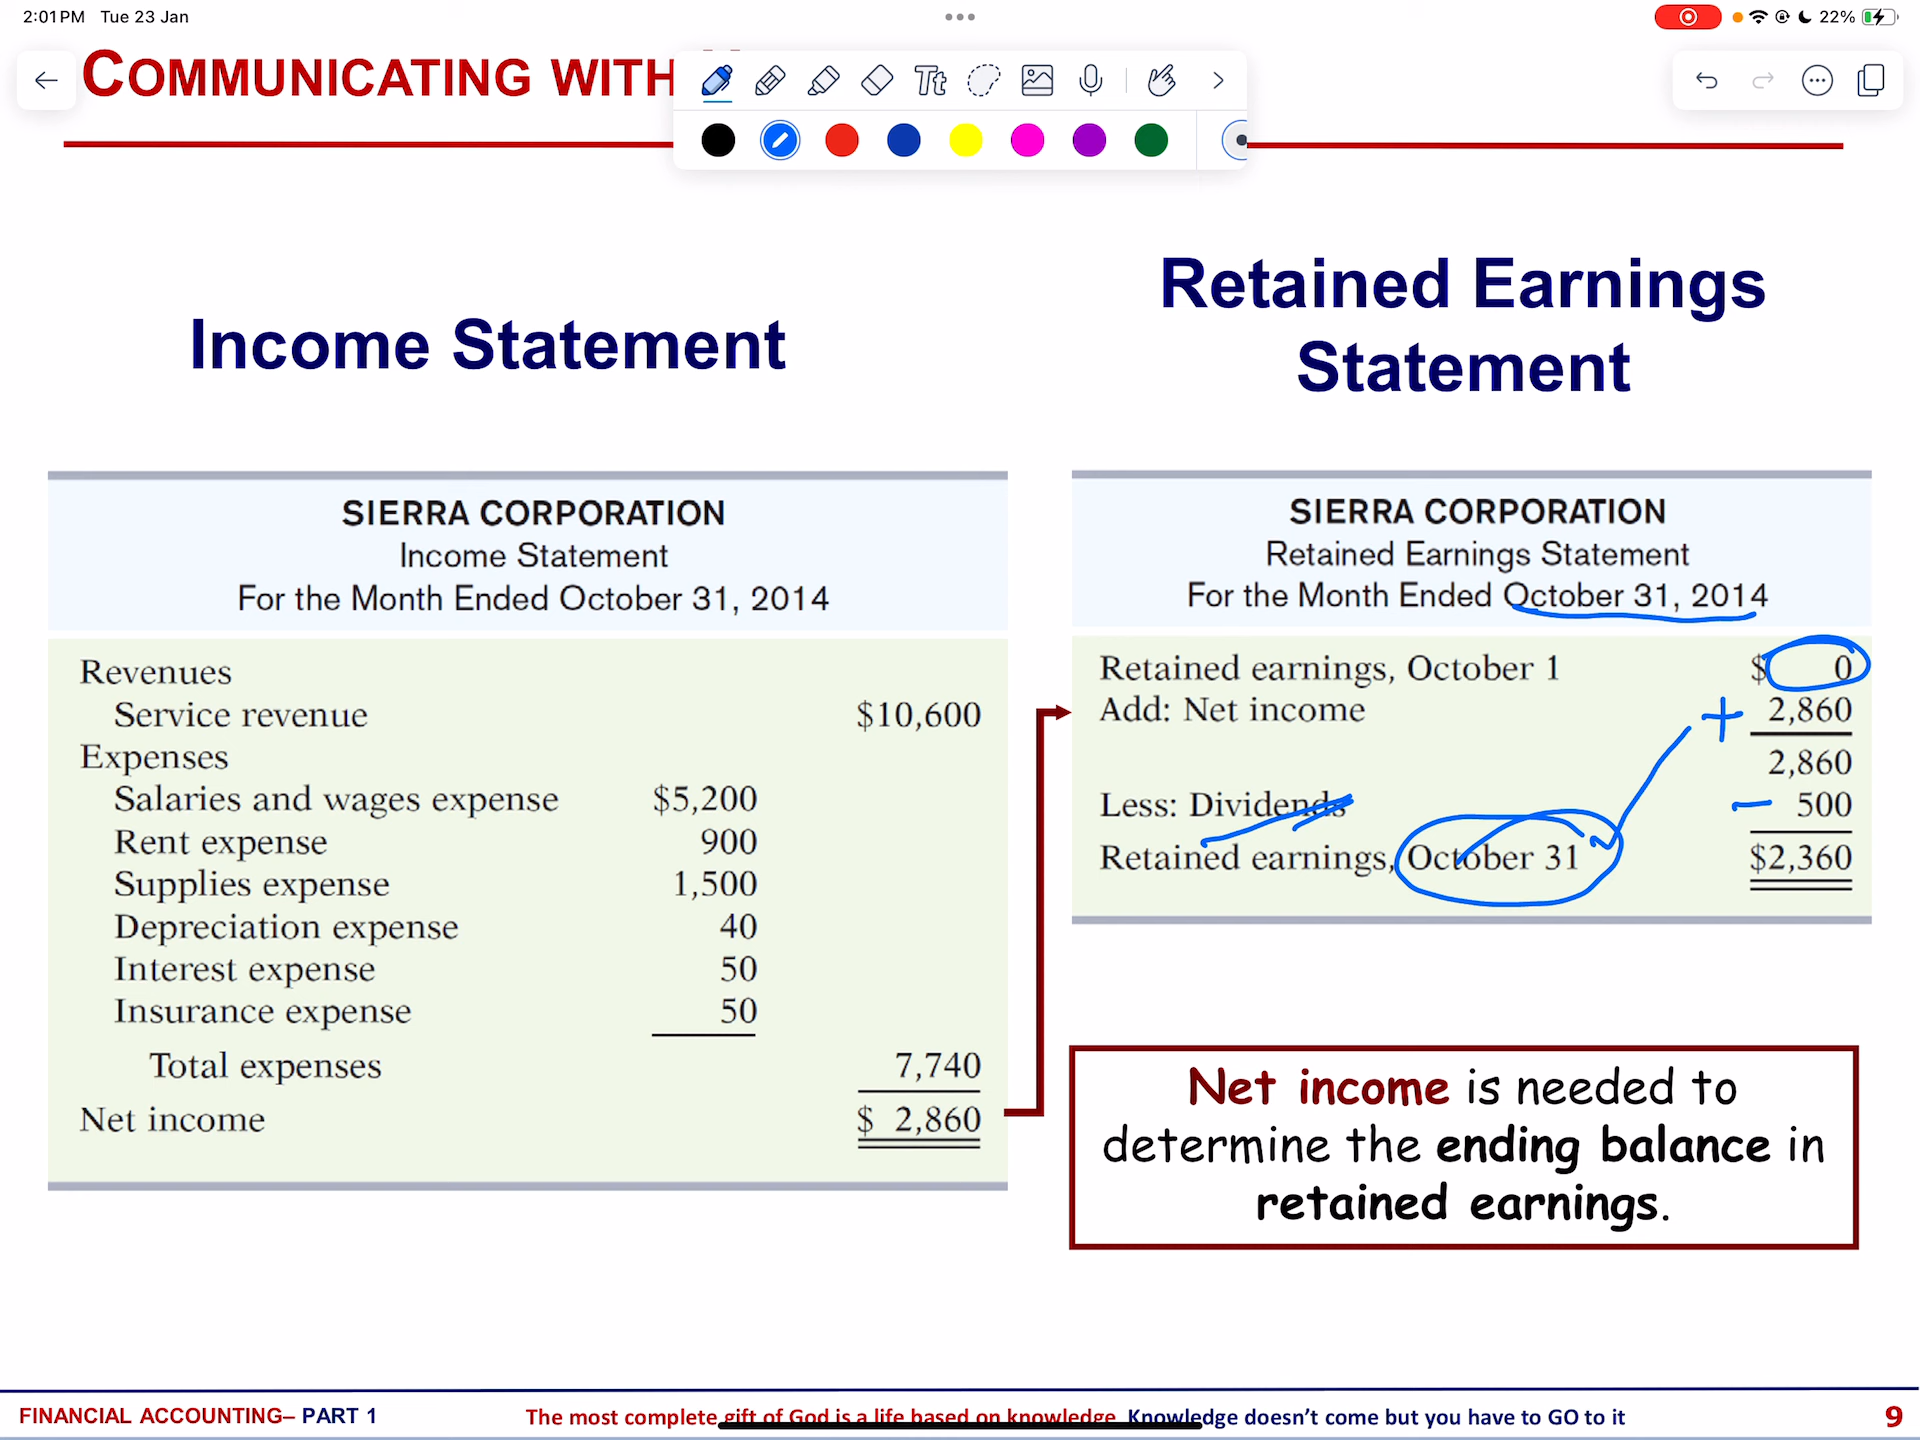 2:01PM Tue 23 Jan
22%
COMMUNICATING WITH
Tt
Income Statement
Retained Earnings
Statement
SIERRA CORPORATION
Income Statement
For the Month Ended October 31, 2014
Revenues
Service revenue $10,600
Expenses
Salaries and wages expense $5,200
Rent expense 900
Supplies expense 1,500
Depreciation expense 40
Interest expense 50
Insurance expense 50
Total expenses 7,740
Net income $ 2,860
SIERRA CORPORATION
Retained Earnings Statement
For the Month Ended October 31, 2014
Retained earnings, October 1 $ 0
Add: Net income + 2,860
2,860
Less: Dividends – 500
Retained earnings, October 31 $2,360
Net income is needed to
determine the ending balance in
retained earnings.
FINANCIAL ACCOUNTING– PART 1
The most complete gift of God is a life based on knowledge. Knowledge doesn't come but you have to GO to it
9